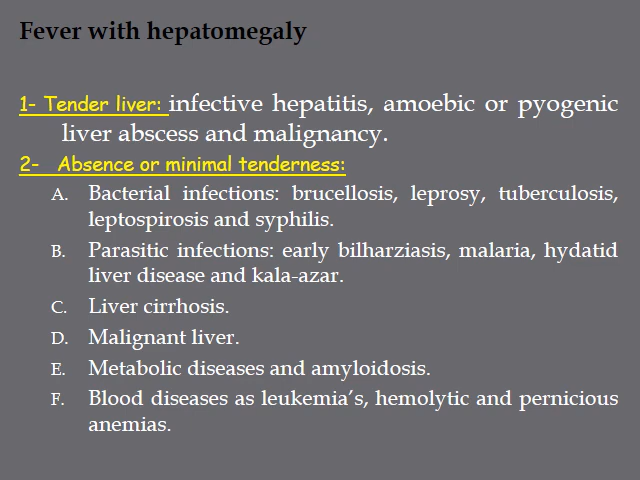 Fever with hepatomegaly
1- Tender liver: infective hepatitis, amoebic or pyogenic
liver abscess and malignancy.
2- Absence or minimal tenderness:
A. Bacterial infections: brucellosis, leprosy, tuberculosis,
leptospirosis and syphilis.
B. Parasitic infections: early bilharziasis, malaria, hydatid
liver disease and kala-azar.
C. Liver cirrhosis.
D. Malignant liver.
E. Metabolic diseases and amyloidosis.
F. Blood diseases as leukemia's, hemolytic and pernicious
anemias.